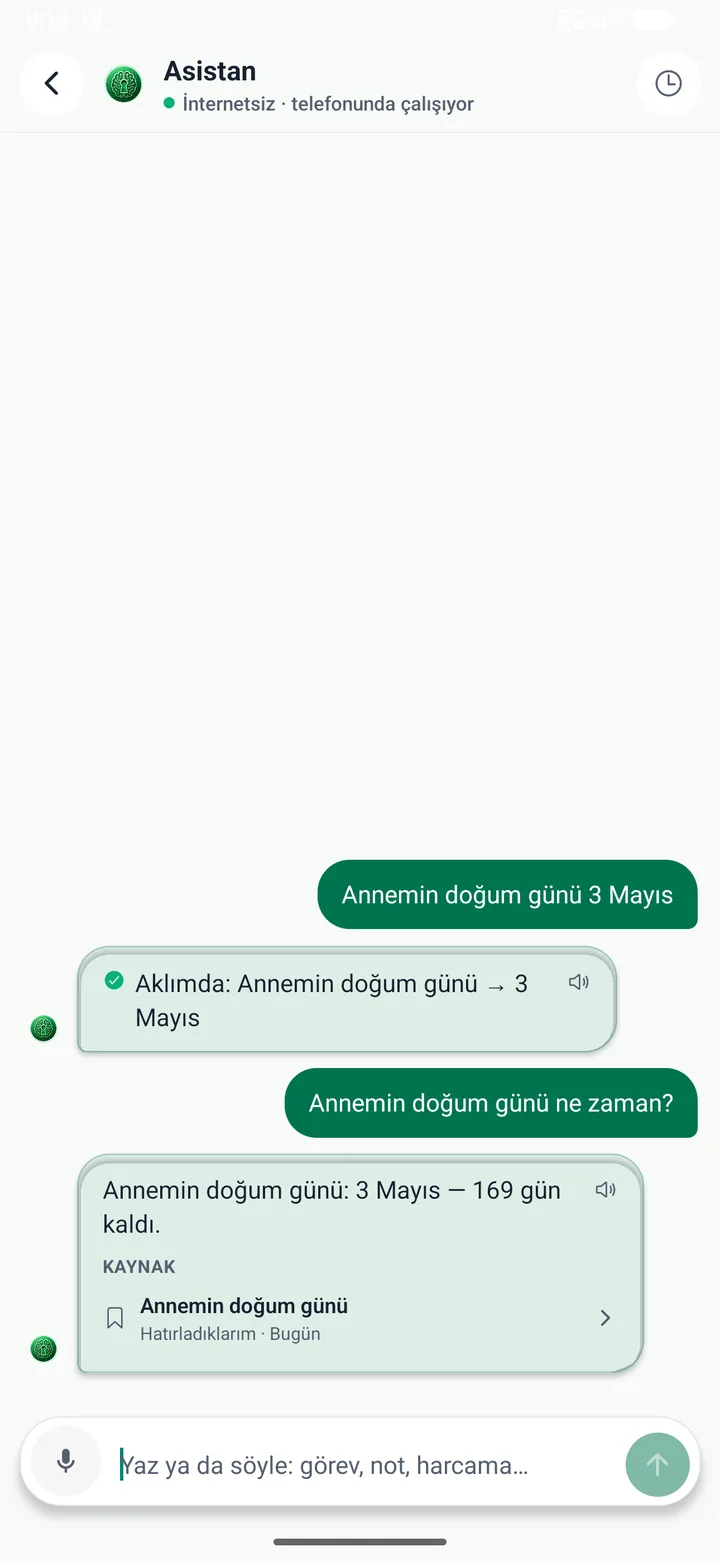 Asistan
İnternetsiz · telefonunda çalışıyor
Annemin doğum günü 3 Mayıs
Aklımda: Annemin doğum günü → 3
Mayıs
Annemin doğum günü ne zaman?
Annemin doğum günü: 3 Mayıs — 169 gün
kaldı.
KAYNAK
Annemin doğum günü
Hatırladıklarım · Bugün
Yaz ya da söyle: görev, not, harcama…